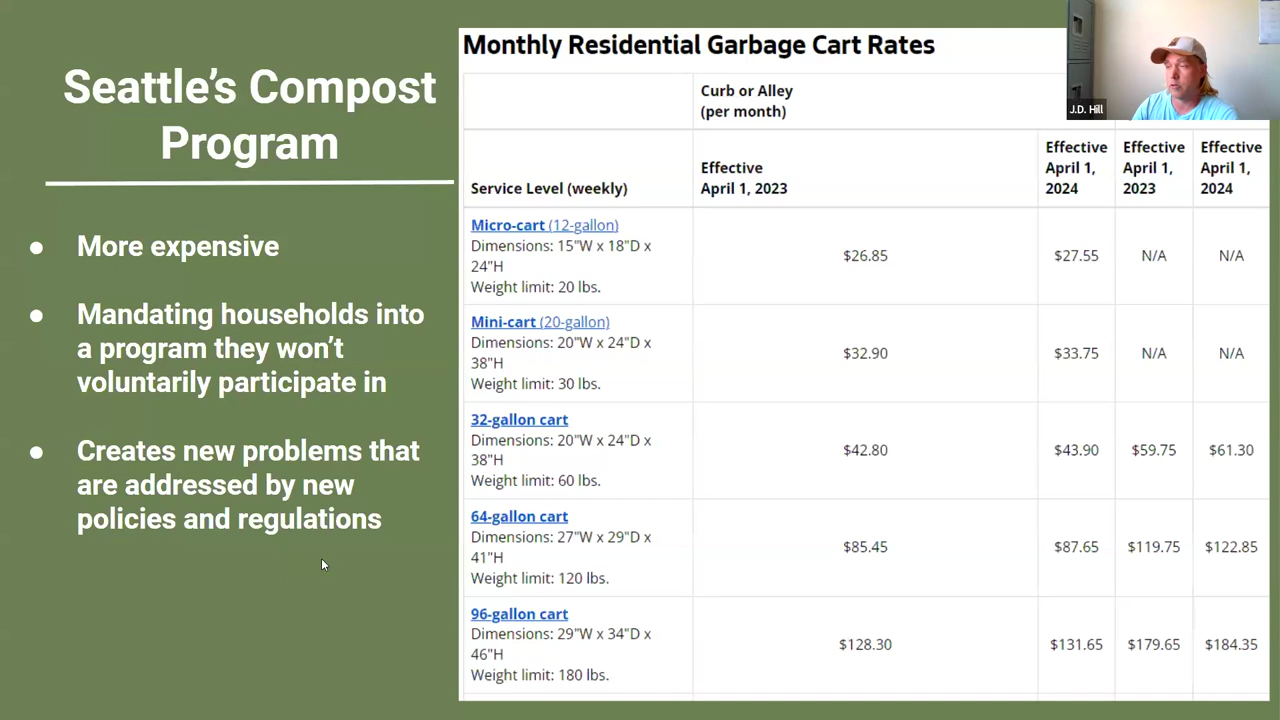 Seattle's Compost
Program
● More expensive
● Mandating households into
a program they won't
voluntarily participate in
● Creates new problems that
are addressed by new
policies and regulations
Monthly Residential Garbage Cart Rates
Curb or Alley
(per month)
Service Level (weekly)
Effective
April 1, 2023
Effective
April 1,
2024
Effective
April 1,
2023
Effective
April 1,
2024
Micro-cart (12-gallon)
Dimensions: 15"W x 18"D x
24"H
Weight limit: 20 lbs.
$26.85 $27.55 N/A N/A
Mini-cart (20-gallon)
Dimensions: 20"W x 24"D x
38"H
Weight limit: 30 lbs.
$32.90 $33.75 N/A N/A
32-gallon cart
Dimensions: 20"W x 24"D x
38"H
Weight limit: 60 lbs.
$42.80 $43.90 $59.75 $61.30
64-gallon cart
Dimensions: 27"W x 29"D x
41"H
Weight limit: 120 lbs.
$85.45 $87.65 $119.75 $122.85
96-gallon cart
Dimensions: 29"W x 34"D x
46"H
Weight limit: 180 lbs.
$128.30 $131.65 $179.65 $184.35
J.D. Hill